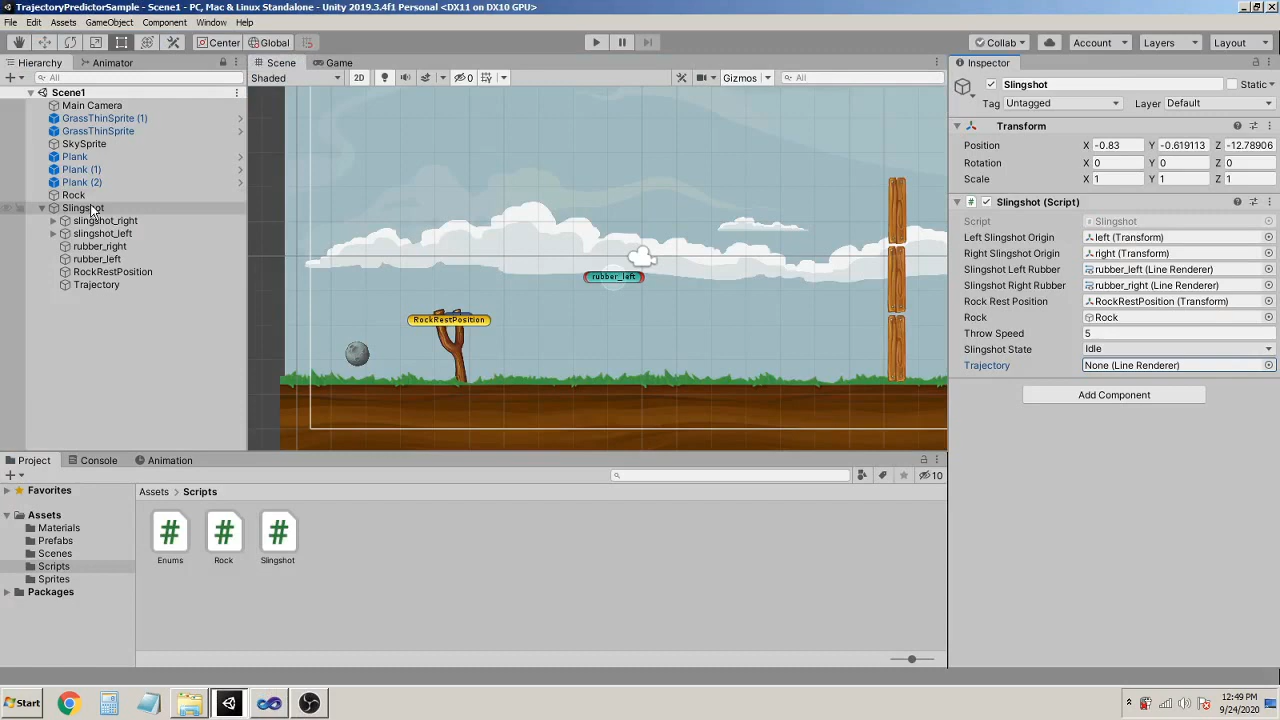 TrajectoryPredictorSample - Scene1 - PC, Mac & Linux Standalone - Unity 2019.3.4f1 Personal <DX11 on DX10 GPU>
File Edit Assets GameObject Component Window Help
Center Global Collab Account Layers Layout
Hierarchy Animator
All
Scene1
Main Camera
GrassThinSprite (1)
GrassThinSprite
SkySprite
Plank
Plank (1)
Plank (2)
Rock
Slingshot
slingshot_right
slingshot_left
rubber_right
rubber_left
RockRestPosition
Trajectory
Scene Game
Shaded 2D 0 Gizmos All
rubber_left
RockRestPosition
Inspector
Slingshot Static
Tag Untagged Layer Default
Transform
Position X -0.83 Y -0.619113 Z -12.78906
Rotation X 0 Y 0 Z 0
Scale X 1 Y 1 Z 1
# Slingshot (Script)
Script Slingshot
Left Slingshot Origin left (Transform)
Right Slingshot Origin right (Transform)
Slingshot Left Rubber rubber_left (Line Renderer)
Slingshot Right Rubber rubber_right (Line Renderer)
Rock Rest Position RockRestPosition (Transform)
Rock Rock
Throw Speed 5
Slingshot State Idle
Trajectory None (Line Renderer)
Add Component
Project Console Animation
10
Favorites
Assets
Materials
Prefabs
Scenes
Scripts
Sprites
Packages
Assets > Scripts
# # #
Enums Rock Slingshot
Start
12:49 PM
9/24/2020